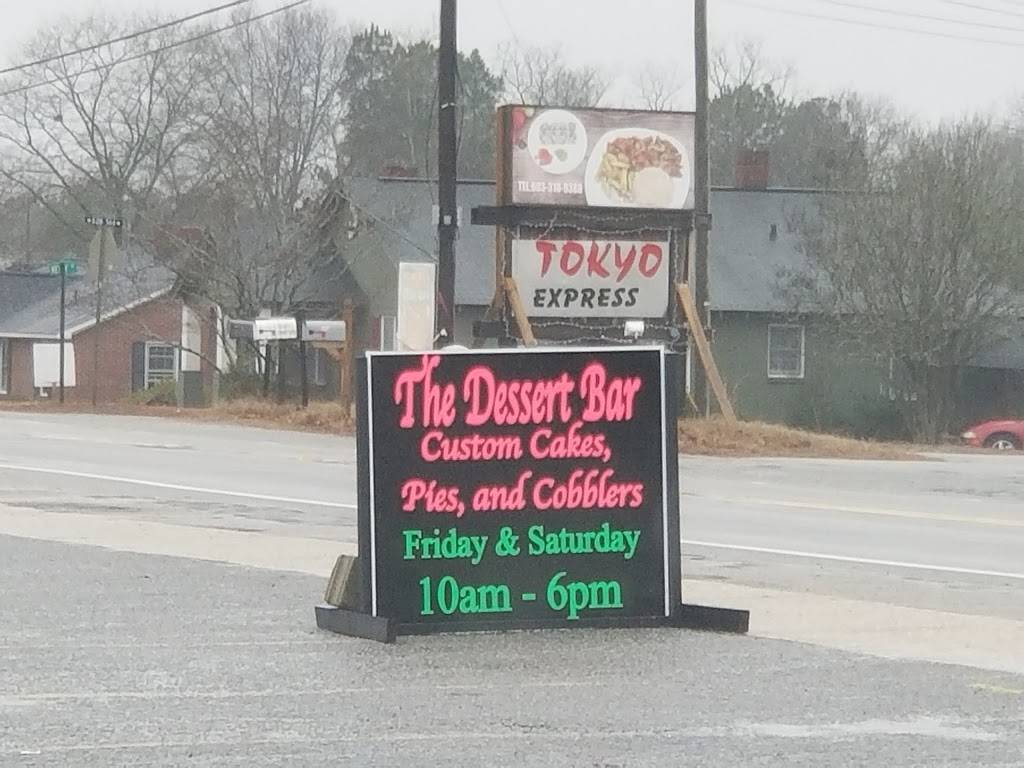 TOKYO
EXPRESS
The Dessert Bar
Custom Cakes,
Pies, and Cobblers
Friday & Saturday
10am - 6pm